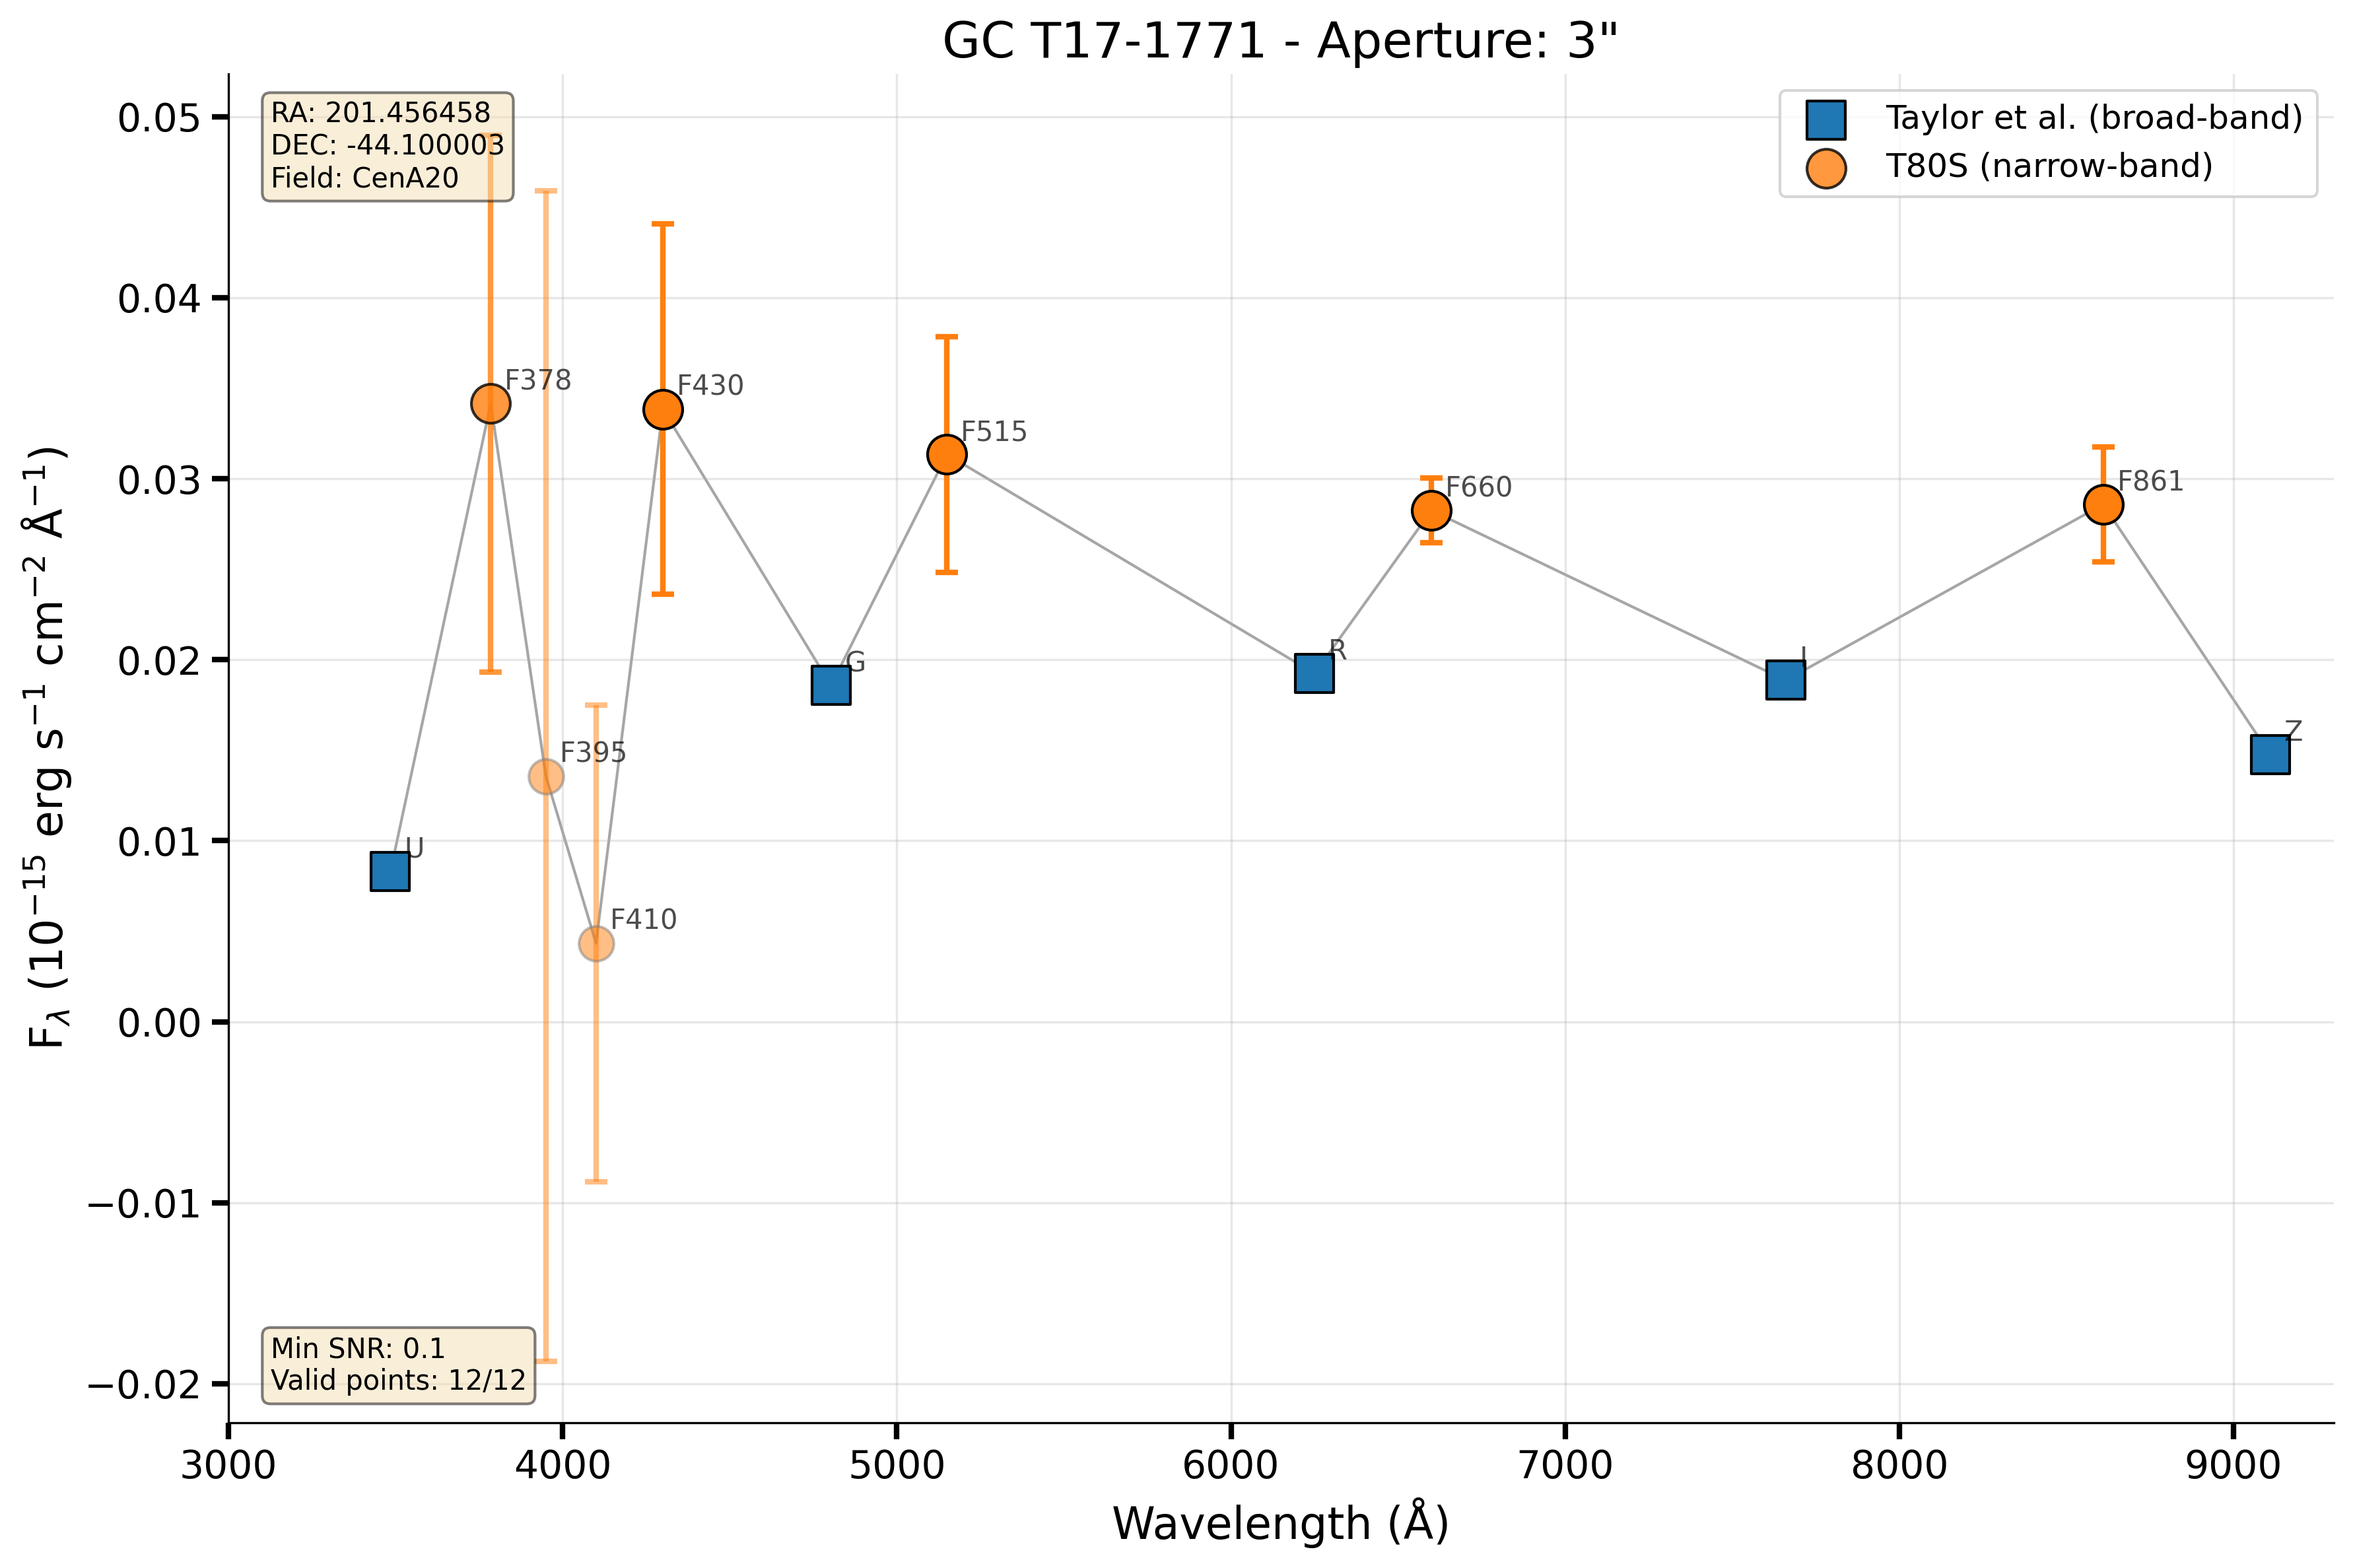 GC T17-1771 - Aperture: 3"
RA: 201.456458
DEC: -44.100003
Field: CenA20
Taylor et al. (broad-band)
T80S (narrow-band)
0.05
0.04
0.03
0.02
0.01
0.00
−0.01
−0.02
F_λ (10⁻¹⁵ erg s⁻¹ cm⁻² Å⁻¹)
U
F378
F395
F410
F430
G
F515
R
F660
I
F861
Z
Min SNR: 0.1
Valid points: 12/12
3000 4000 5000 6000 7000 8000 9000
Wavelength (Å)